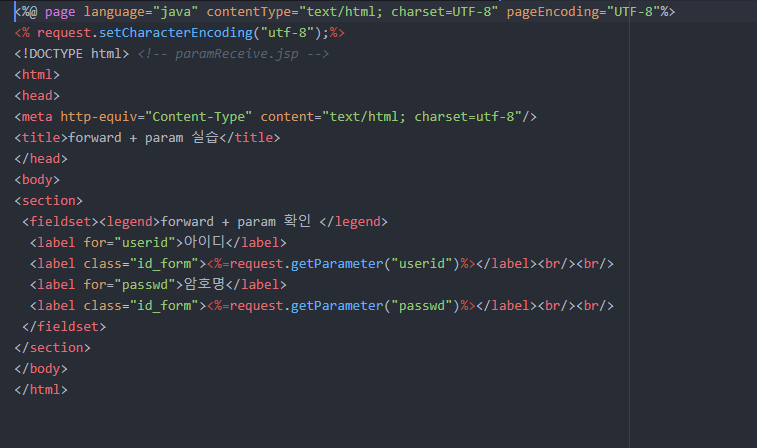 <%@ page language="java" contentType="text/html; charset=UTF-8" pageEncoding="UTF-8"%>
<% request.setCharacterEncoding("utf-8");%>
<!DOCTYPE html> <!-- paramReceive.jsp -->
<html>
<head>
<meta http-equiv="Content-Type" content="text/html; charset=utf-8"/>
<title>forward + param 실습</title>
</head>
<body>
<section>
<fieldset><legend>forward + param 확인 </legend>
<label for="userid">아이디</label>
<label class="id_form"><%=request.getParameter("userid")%></label><br/><br/>
<label for="passwd">암호명</label>
<label class="id_form"><%=request.getParameter("passwd")%></label><br/><br/>
</fieldset>
</section>
</body>
</html>